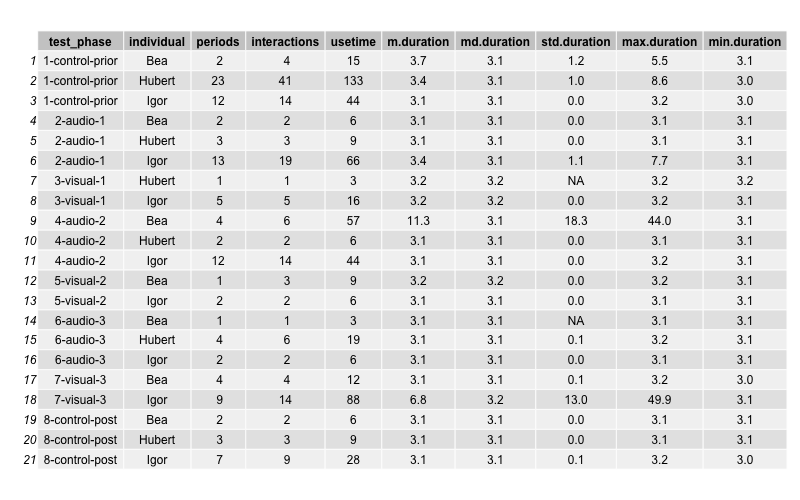 test_phase individual periods interactions usetime m.duration md.duration std.duration max.duration min.duration
1 1-control-prior Bea 2 4 15 3.7 3.1 1.2 5.5 3.1
2 1-control-prior Hubert 23 41 133 3.4 3.1 1.0 8.6 3.0
3 1-control-prior Igor 12 14 44 3.1 3.1 0.0 3.2 3.0
4 2-audio-1 Bea 2 2 6 3.1 3.1 0.0 3.1 3.1
5 2-audio-1 Hubert 3 3 9 3.1 3.1 0.0 3.1 3.1
6 2-audio-1 Igor 13 19 66 3.4 3.1 1.1 7.7 3.1
7 3-visual-1 Hubert 1 1 3 3.2 3.2 NA 3.2 3.2
8 3-visual-1 Igor 5 5 16 3.2 3.2 0.0 3.2 3.1
9 4-audio-2 Bea 4 6 57 11.3 3.1 18.3 44.0 3.1
10 4-audio-2 Hubert 2 2 6 3.1 3.1 0.0 3.1 3.1
11 4-audio-2 Igor 12 14 44 3.1 3.1 0.0 3.2 3.1
12 5-visual-2 Bea 1 3 9 3.2 3.2 0.0 3.2 3.1
13 5-visual-2 Igor 2 2 6 3.1 3.1 0.0 3.1 3.1
14 6-audio-3 Bea 1 1 3 3.1 3.1 NA 3.1 3.1
15 6-audio-3 Hubert 4 6 19 3.1 3.1 0.1 3.2 3.1
16 6-audio-3 Igor 2 2 6 3.1 3.1 0.0 3.1 3.1
17 7-visual-3 Bea 4 4 12 3.1 3.1 0.1 3.2 3.0
18 7-visual-3 Igor 9 14 88 6.8 3.2 13.0 49.9 3.1
19 8-control-post Bea 2 2 6 3.1 3.1 0.0 3.1 3.1
20 8-control-post Hubert 3 3 9 3.1 3.1 0.0 3.1 3.1
21 8-control-post Igor 7 9 28 3.1 3.1 0.1 3.2 3.0